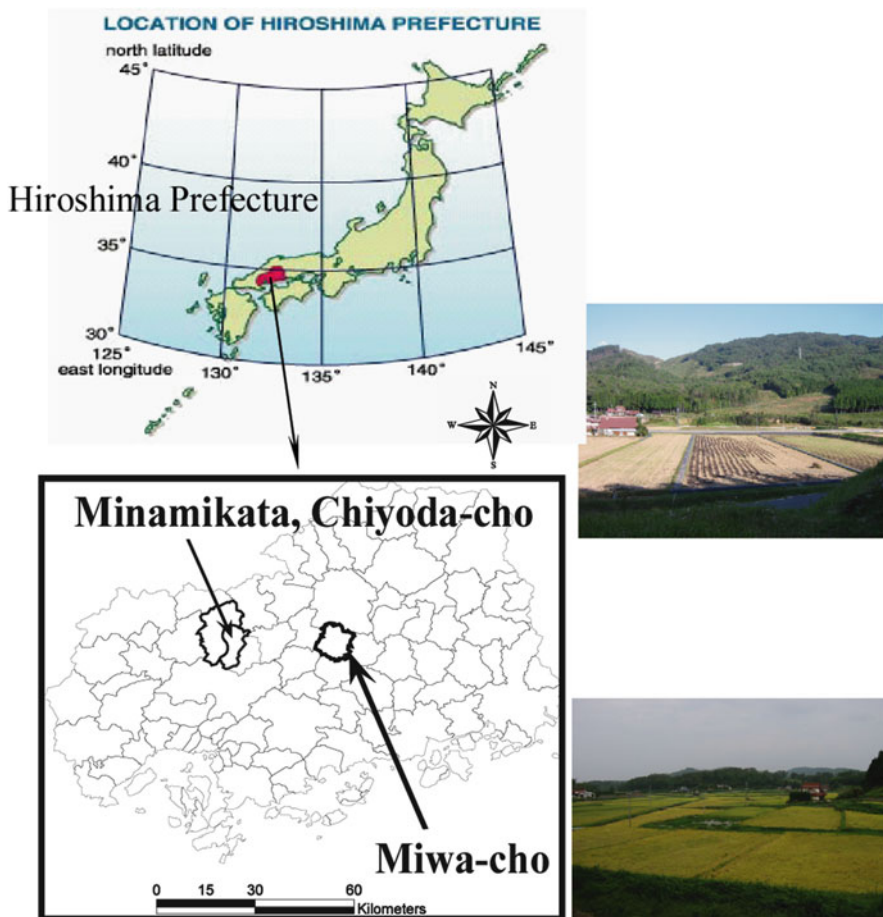 LOCATION OF HIROSHIMA PREFECTURE
north latitude
45°
40°
Hiroshima Prefecture
35°
30°
125°
east longitude
130°
135°
140°
145°
N
W E
S
Minamikata, Chiyoda-cho
Miwa-cho
0 15 30 60
Kilometers